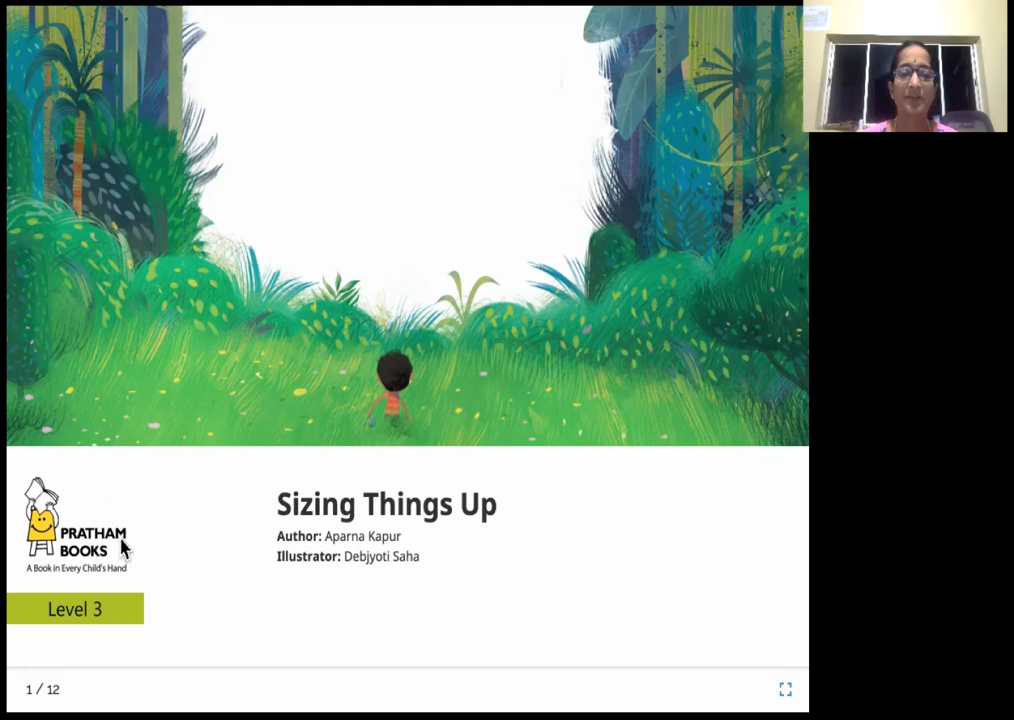 PRATHAM
BOOKS
A Book in Every Child's Hand
Level 3
Sizing Things Up
Author: Aparna Kapur
Illustrator: Debjyoti Saha
1 / 12